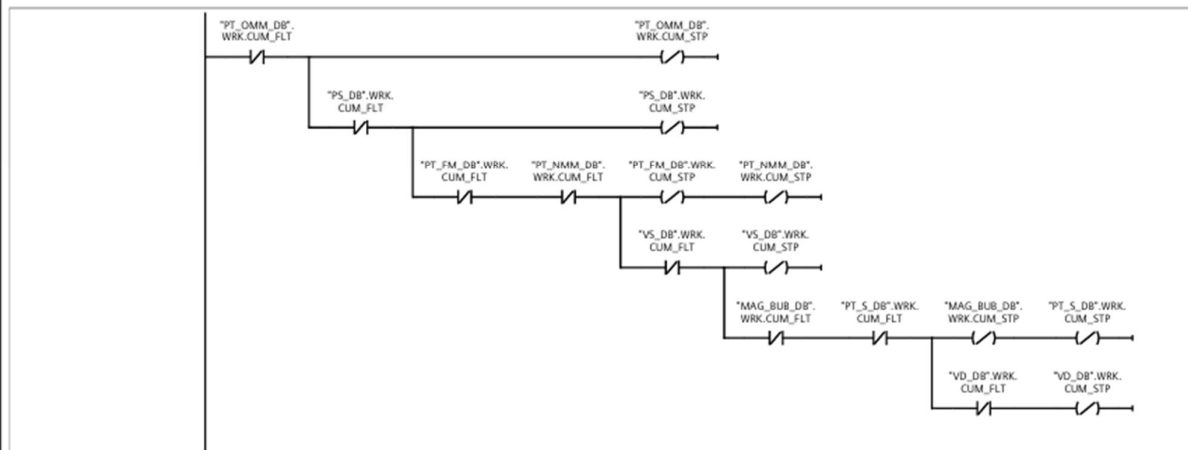 "PT_OMM_DB".
WRK.CUM_FLT
"PT_OMM_DB".
WRK.CUM_STP
"PS_DB".WRK.
CUM_FLT
"PS_DB".WRK.
CUM_STP
"PT_FM_DB".WRK.
CUM_FLT
"PT_NMM_DB".
WRK.CUM_FLT
"PT_FM_DB".WRK.
CUM_STP
"PT_NMM_DB".
WRK.CUM_STP
"VS_DB".WRK.
CUM_FLT
"VS_DB".WRK.
CUM_STP
"MAG_BUB_DB".
WRK.CUM_FLT
"PT_S_DB".WRK.
CUM_FLT
"MAG_BUB_DB".
WRK.CUM_STP
"PT_S_DB".WRK.
CUM_STP
"VD_DB".WRK.
CUM_FLT
"VD_DB".WRK.
CUM_STP